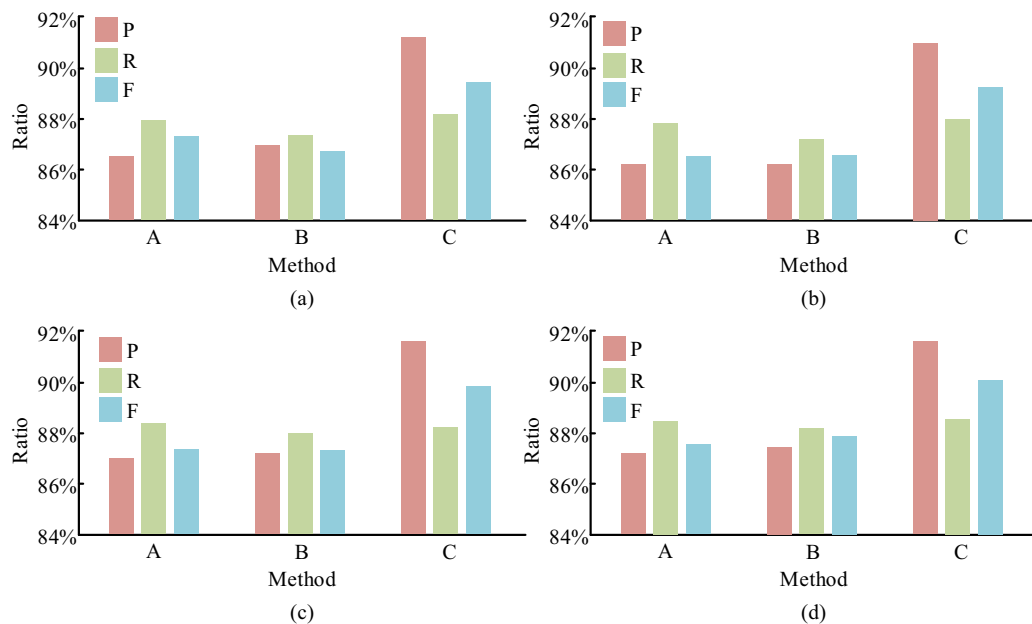 92%
90%
88%
86%
84%
Ratio
P
R
F
A B C
Method
(a)
92%
90%
88%
86%
84%
Ratio
P
R
F
A B C
Method
(b)
92%
90%
88%
86%
84%
Ratio
P
R
F
A B C
Method
(c)
92%
90%
88%
86%
84%
Ratio
P
R
F
A B C
Method
(d)